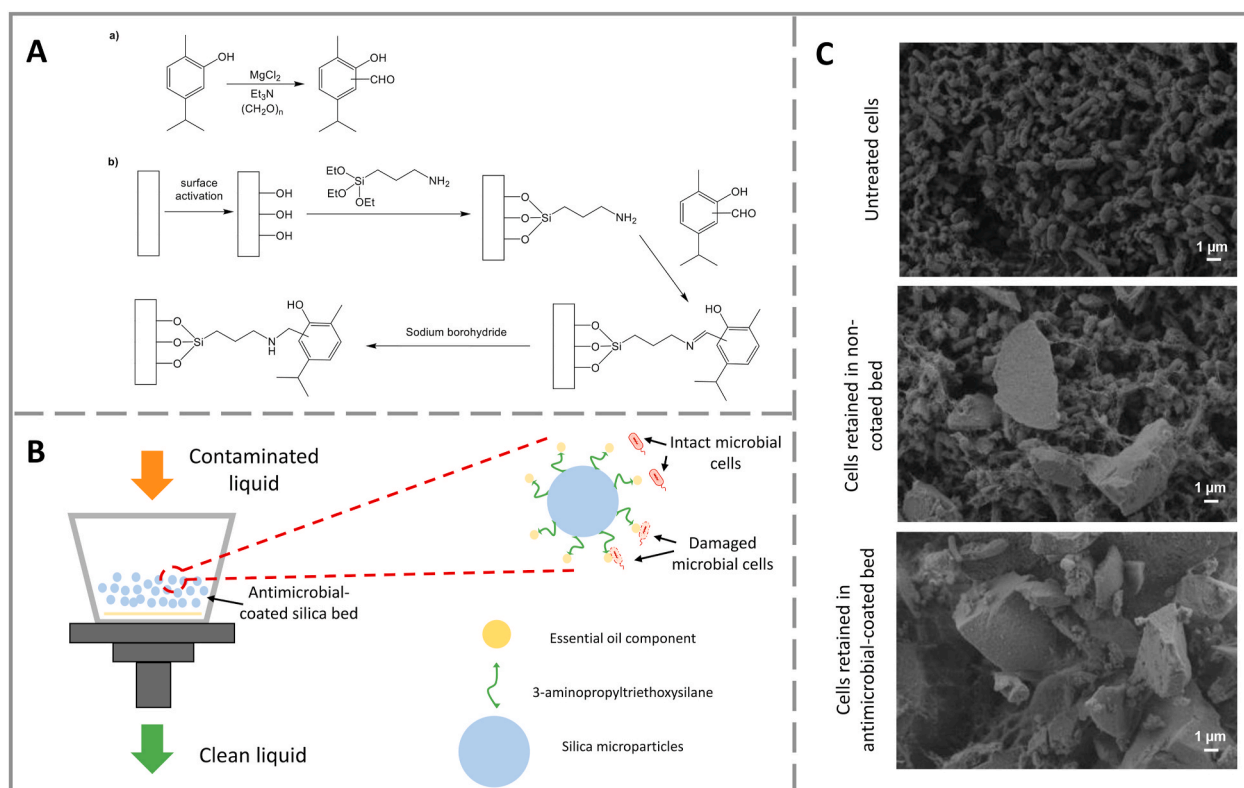 A
a)
OH
MgCl2
Et3N
(CH2O)n
OH
CHO
b)
surface
activation
OH
OH
OH
EtO
EtO
OEt
Si
NH2
O
O
O
Si
NH2
OH
CHO
HO
O
O
O
Si
N
H
Sodium borohydride
HO
O
O
O
Si
N
B
Contaminated
liquid
Antimicrobial-
coated silica bed
Clean liquid
Intact microbial
cells
Damaged
microbial cells
Essential oil component
3-aminopropyltriethoxysilane
Silica microparticles
C
Untreated cells
1 µm
Cells retained in non-
cotaed bed
1 µm
Cells retained in
antimicrobial-coated bed
1 µm